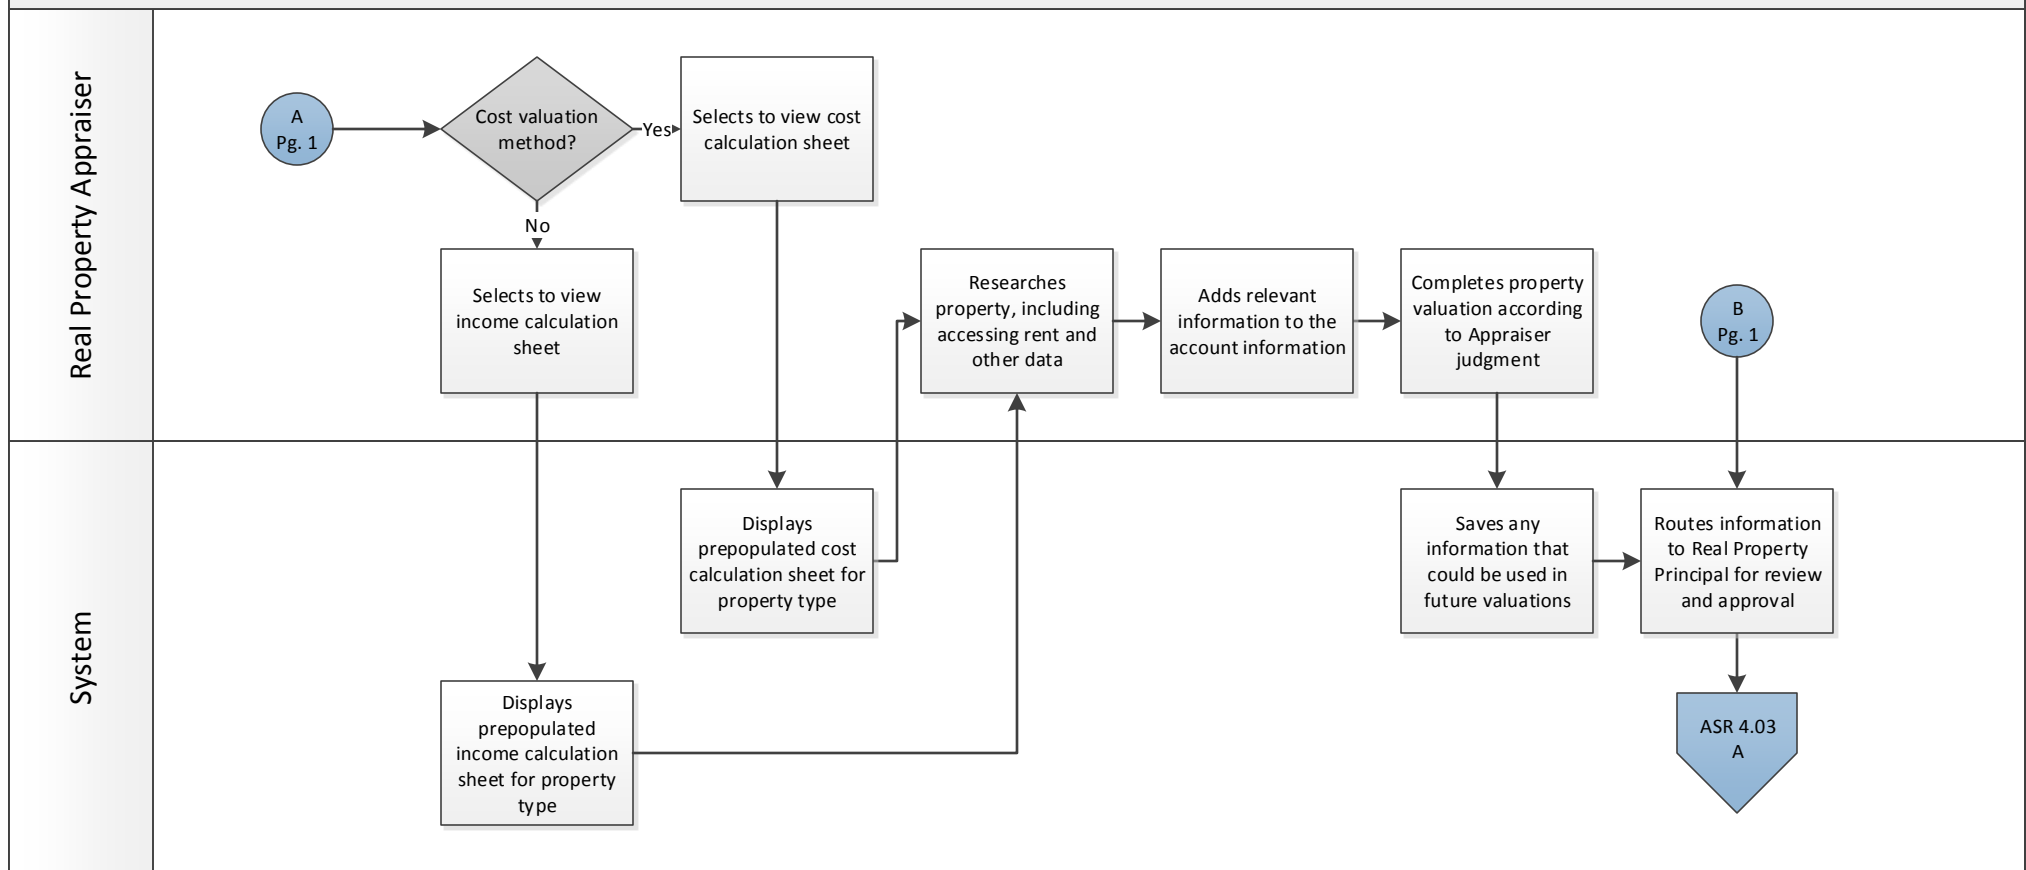 Real Property Appraiser
A
Pg. 1
Cost valuation
method?
Yes
Selects to view cost
calculation sheet
No
Selects to view
income calculation
sheet
Researches
property, including
accessing rent and
other data
Adds relevant
information to the
account information
Completes property
valuation according
to Appraiser
judgment
B
Pg. 1
System
Displays
prepopulated cost
calculation sheet for
property type
Saves any
information that
could be used in
future valuations
Routes information
to Real Property
Principal for review
and approval
Displays
prepopulated
income calculation
sheet for property
type
ASR 4.03
A